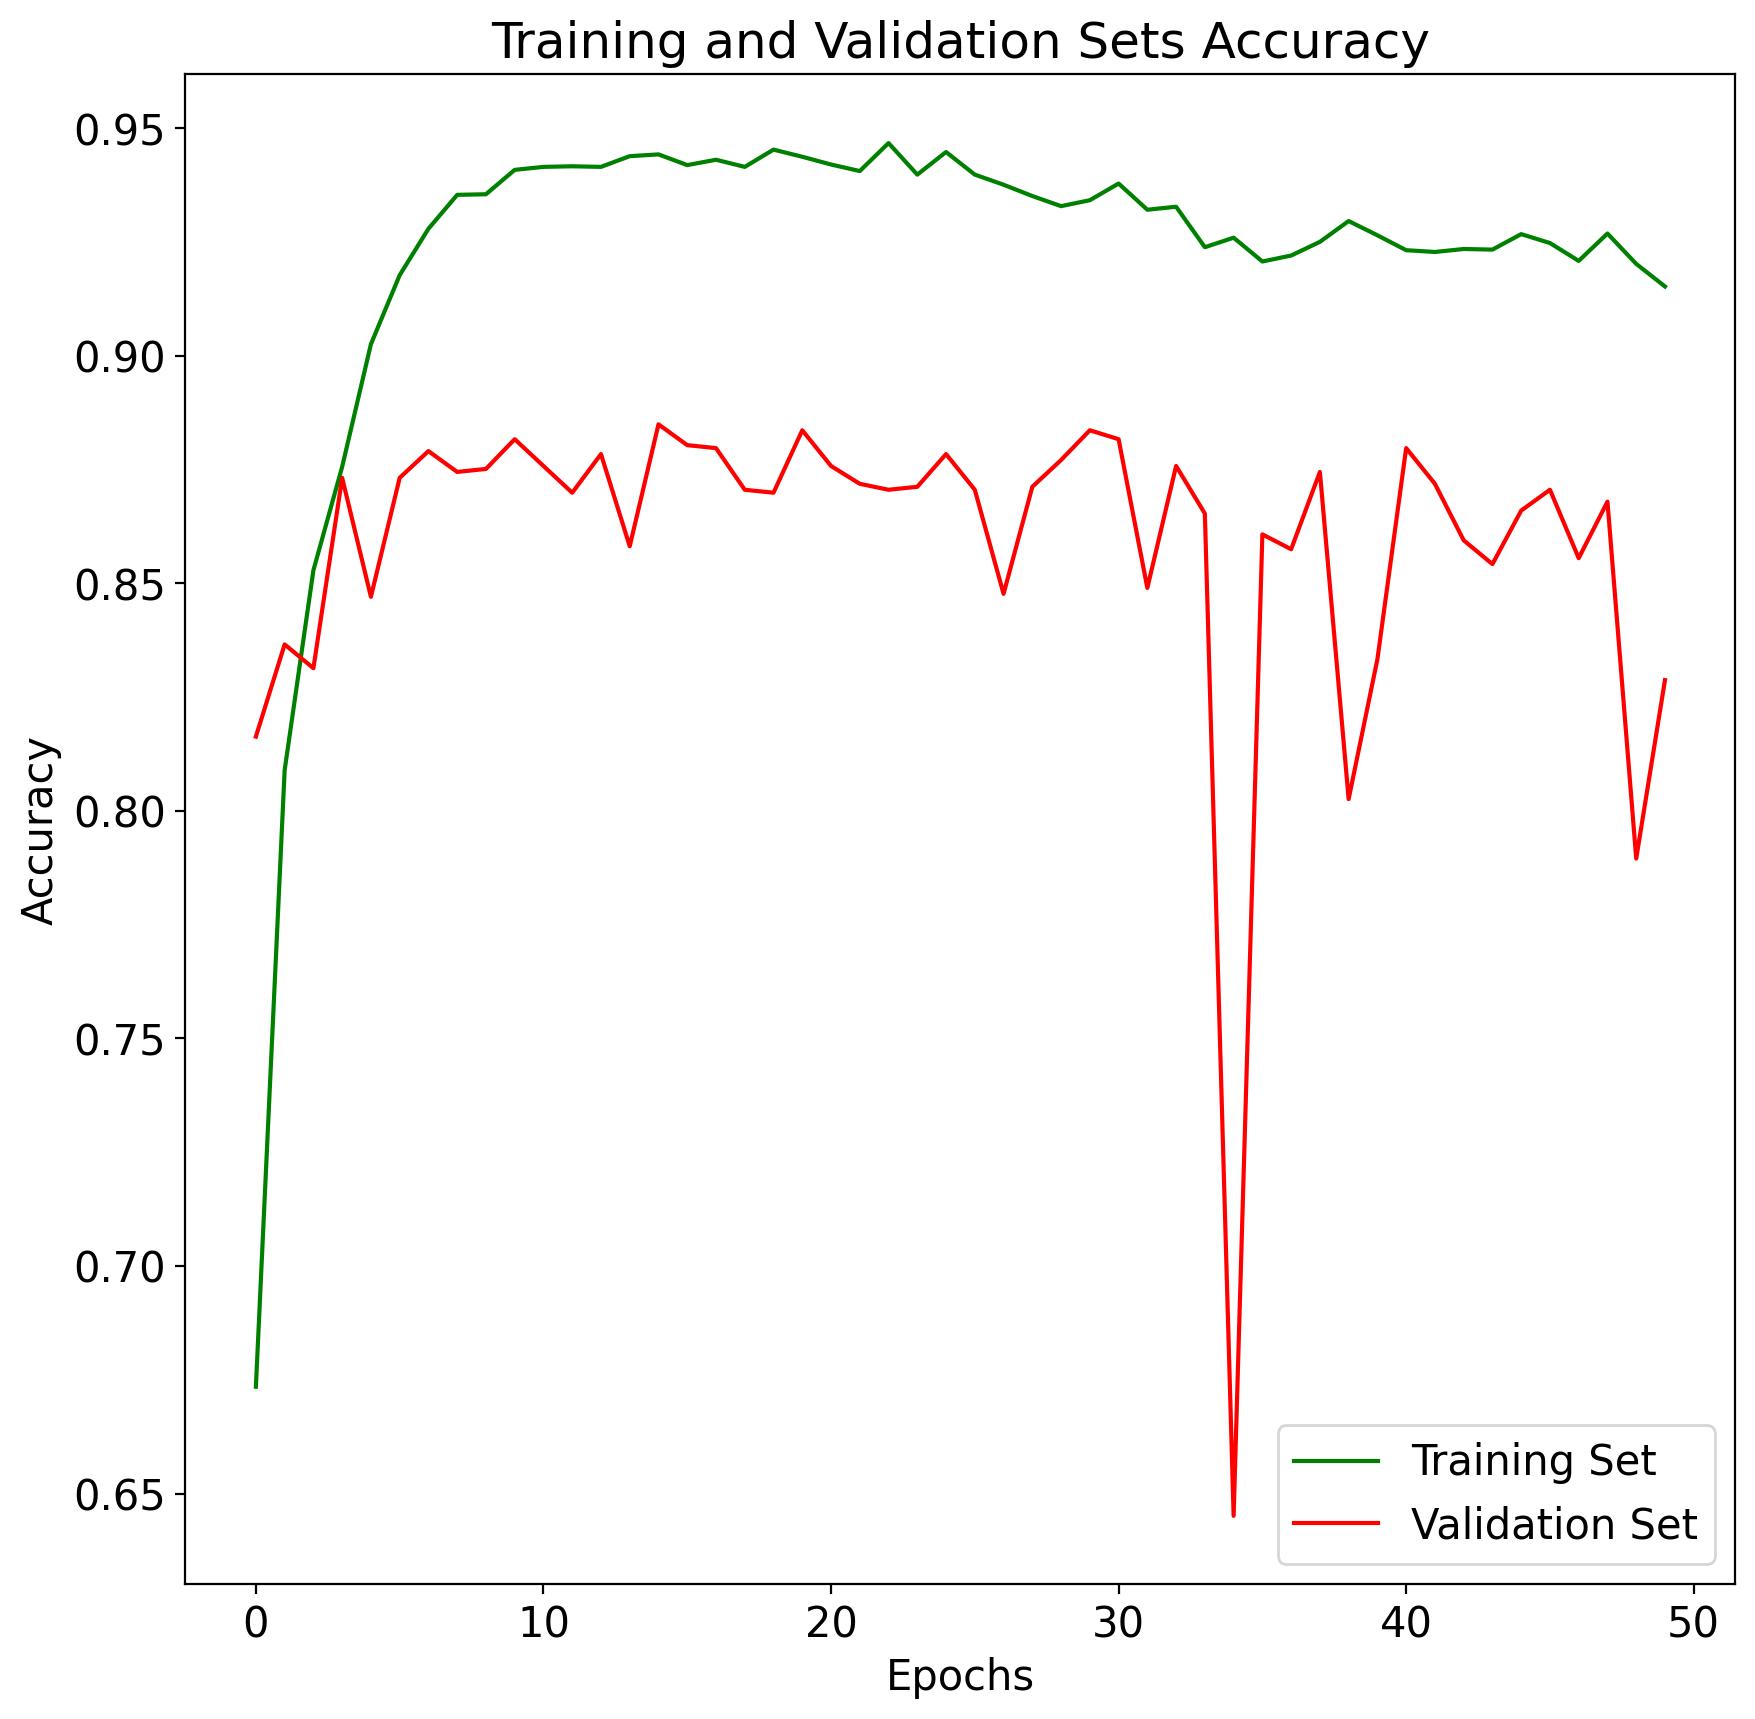 Training and Validation Sets Accuracy
0.95
0.90
0.85
0.80
0.75
0.70
0.65
Accuracy
0 10 20 30 40 50
Epochs
Training Set
Validation Set